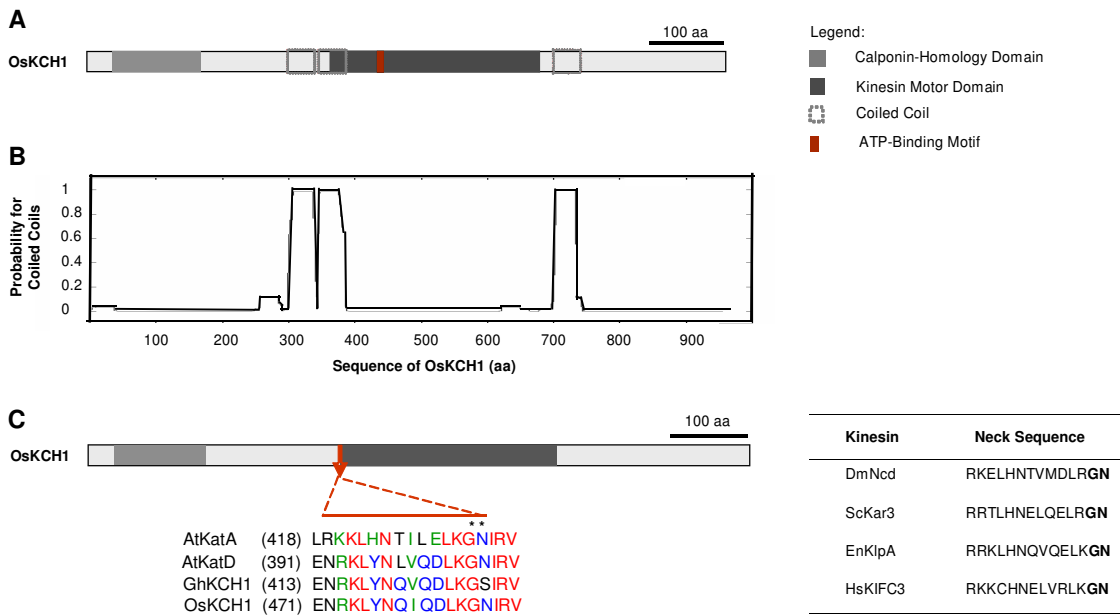 A
100 aa
OsKCH1
Legend:
Calponin-Homology Domain
Kinesin Motor Domain
Coiled Coil
ATP-Binding Motif
B
Probability for
Coiled Coils
1
0.8
0.6
0.4
0.2
0
100 200 300 400 500 600 700 800 900
Sequence of OsKCH1 (aa)
C
100 aa
OsKCH1
* *
AtKatA (418) LRKKLHNTILELKGNIRV
AtKatD (391) ENRKLYNLVQDLKGNIRV
GhKCH1 (413) ENRKLYNQVQDLKGSIRV
OsKCH1 (471) ENRKLYNQIQDLKGNIRV
Kinesin Neck Sequence
DmNcd RKELHNTVMDLRGN
ScKar3 RRTLHNELQELRGN
EnKlpA RRKLHNQVQELKGN
HsKIFC3 RKKCHNELVRLKGN